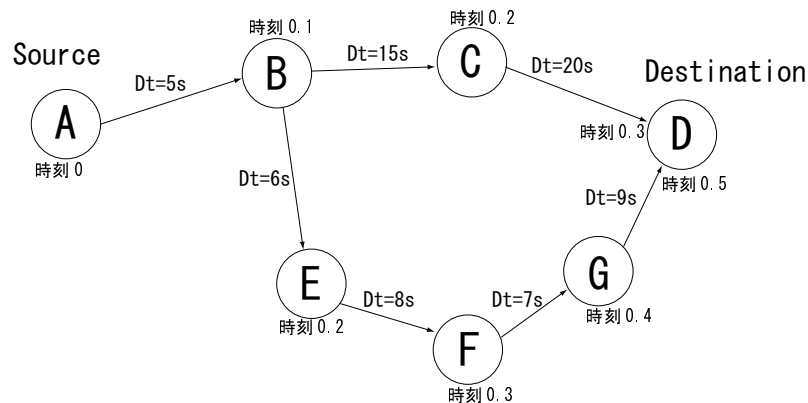 Source
A
時刻0
Dt=5s
時刻0.1
B
Dt=15s
時刻0.2
C
Dt=20s
Destination
時刻0.3
D
時刻0.5
Dt=6s
E
時刻0.2
Dt=8s
F
時刻0.3
Dt=7s
G
時刻0.4
Dt=9s